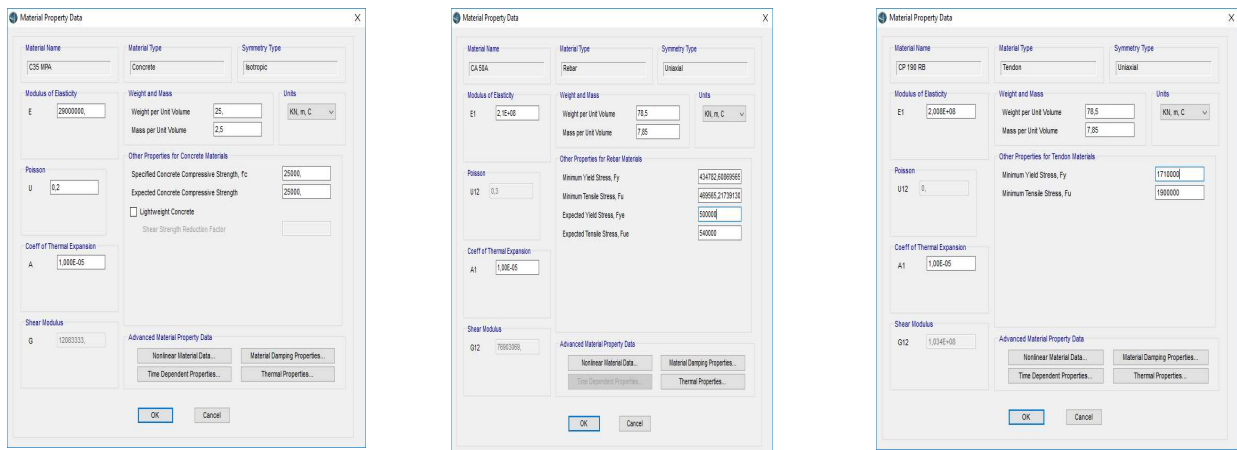 Material Property Data
X
Material Name
Material Type
Symmetry Type
C35 MPA
Concrete
Isotropic
Modulus of Elasticity
Weight and Mass
Units
E
29000000,
Weight per Unit Volume
25,
KN, m, C
Mass per Unit Volume
2,5
Other Properties for Concrete Materials
Poisson
Specified Concrete Compressive Strength, f'c
25000,
U
0,2
Expected Concrete Compressive Strength
25000,
Lightweight Concrete
Shear Strength Reduction Factor
Coeff of Thermal Expansion
A
1,000E-05
Shear Modulus
G
12083333,
Advanced Material Property Data
Nonlinear Material Data...
Material Damping Properties...
Time Dependent Properties...
Thermal Properties...
OK
Cancel
Material Property Data
X
Material Name
Material Type
Symmetry Type
CA 50A
Rebar
Uniaxial
Modulus of Elasticity
Weight and Mass
Units
E1
2,1E+08
Weight per Unit Volume
78,5
KN, m, C
Mass per Unit Volume
7,85
Other Properties for Rebar Materials
Poisson
Minimum Yield Stress, Fy
434782,60869565
U12
0,3
Minimum Tensile Stress, Fu
469565,21739130
Expected Yield Stress, Fye
500000
Expected Tensile Stress, Fue
540000
Coeff of Thermal Expansion
A1
1,00E-05
Shear Modulus
G12
Advanced Material Property Data
Nonlinear Material Data...
Material Damping Properties...
Time Dependent Properties...
Thermal Properties...
OK
Cancel
Material Property Data
X
Material Name
Material Type
Symmetry Type
CP 190 RB
Tendon
Uniaxial
Modulus of Elasticity
Weight and Mass
Units
E1
2,008E+08
Weight per Unit Volume
78,5
KN, m, C
Mass per Unit Volume
7,85
Other Properties for Tendon Materials
Poisson
Minimum Yield Stress, Fy
1710000
U12
0,
Minimum Tensile Stress, Fu
1900000
Coeff of Thermal Expansion
A1
1,00E-05
Shear Modulus
G12
1,034E+08
Advanced Material Property Data
Nonlinear Material Data...
Material Damping Properties...
Time Dependent Properties...
Thermal Properties...
OK
Cancel